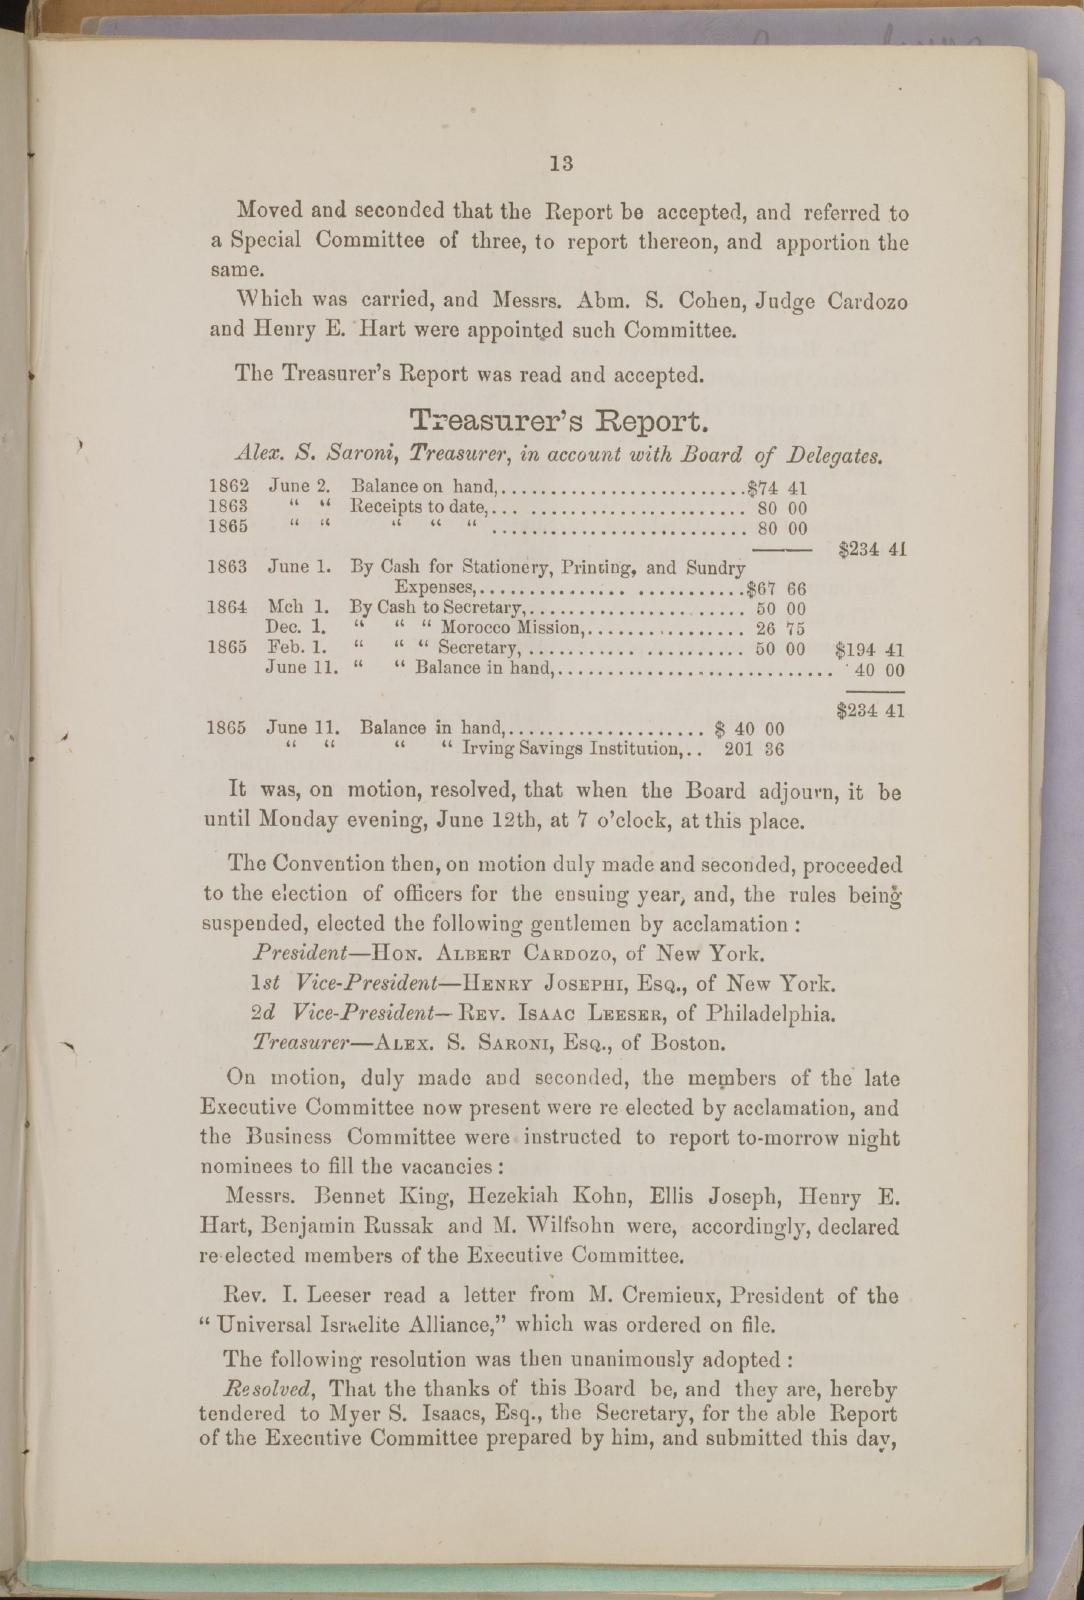 13
Moved and seconded that the Report be accepted, and referred to
a Special Committee of three, to report thereon, and apportion the
same.
Which was carried, and Messrs. Abm. S. Cohen, Judge Cardozo
and Henry E. Hart were appointed such Committee.
The Treasurer's Report was read and accepted.
Treasurer's Report.
Alex. S. Saroni, Treasurer, in account with Board of Delegates.
1862 June 2. Balance on hand,.........................$74 41
1863 " " Receipts to date,... ...................... 80 00
1865 " " " " " .......................... 80 00
$234 41
1863 June 1. By Cash for Stationery, Printing, and Sundry
Expenses,............... ...........$67 66
1864 Mch 1. By Cash to Secretary,...................... 50 00
Dec. 1. " " " Morocco Mission,................ 26 75
1865 Feb. 1. " " " Secretary, .......... .......... 50 00 $194 41
June 11. " " Balance in hand,............................ 40 00
$234 41
1865 June 11. Balance in hand,.................... $ 40 00
" " " " Irving Savings Institution,.. 201 36
It was, on motion, resolved, that when the Board adjourn, it be
until Monday evening, June 12th, at 7 o'clock, at this place.
The Convention then, on motion duly made and seconded, proceeded
to the election of officers for the ensuing year, and, the rules being
suspended, elected the following gentlemen by acclamation :
President—Hon. Albert Cardozo, of New York.
1st Vice-President—Henry Josephi, Esq., of New York.
2d Vice-President—Rev. Isaac Leeser, of Philadelphia.
Treasurer—Alex. S. Saroni, Esq., of Boston.
On motion, duly made and seconded, the members of the late
Executive Committee now present were re elected by acclamation, and
the Business Committee were instructed to report to-morrow night
nominees to fill the vacancies :
Messrs. Bennet King, Hezekiah Kohn, Ellis Joseph, Henry E.
Hart, Benjamin Russak and M. Wilfsohn were, accordingly, declared
re-elected members of the Executive Committee.
Rev. I. Leeser read a letter from M. Cremieux, President of the
" Universal Israelite Alliance," which was ordered on file.
The following resolution was then unanimously adopted :
Resolved, That the thanks of this Board be, and they are, hereby
tendered to Myer S. Isaacs, Esq., the Secretary, for the able Report
of the Executive Committee prepared by him, and submitted this day,